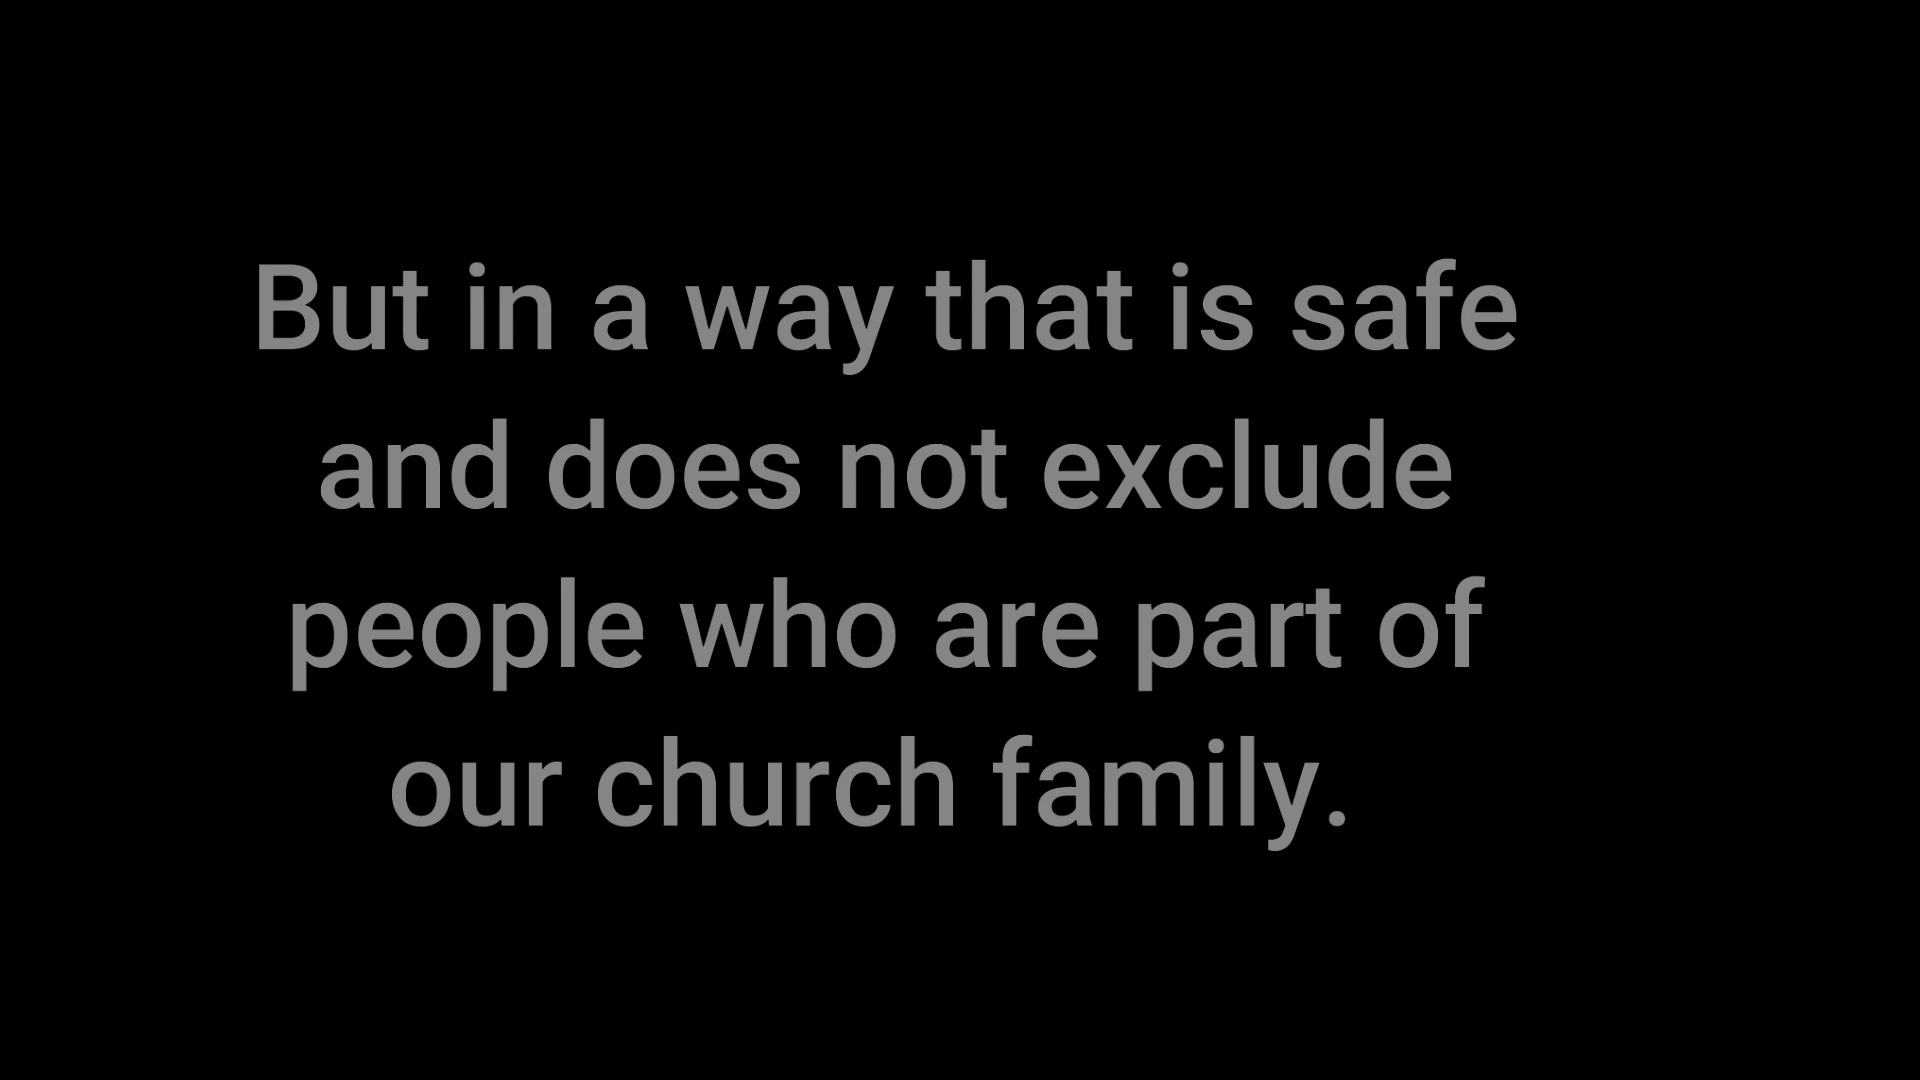 But in a way that is safe
and does not exclude
people who are part of
our church family.